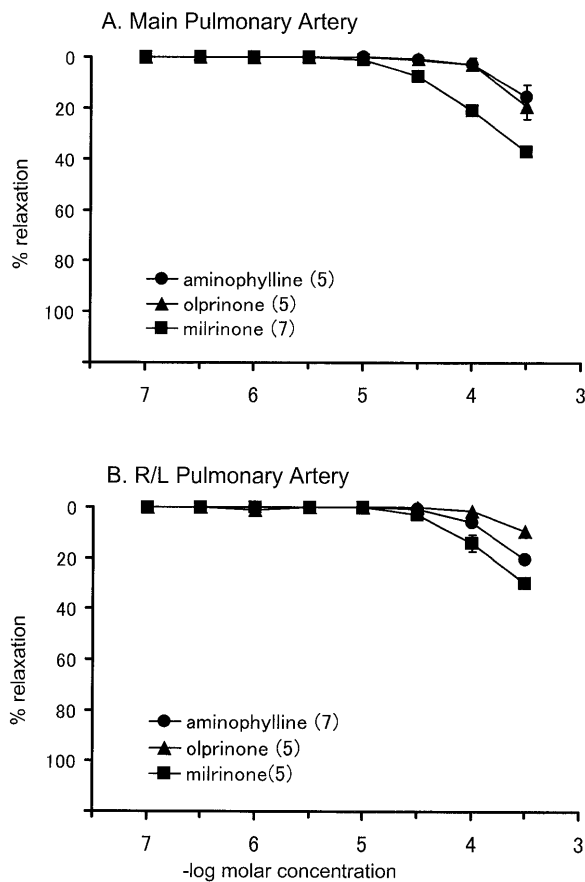 A. Main Pulmonary Artery
0
20
40
60
80
100
% relaxation
aminophylline (5)
olprinone (5)
milrinone (7)
7 6 5 4 3
B. R/L Pulmonary Artery
0
20
40
60
80
100
% relaxation
aminophylline (7)
olprinone (5)
milrinone(5)
7 6 5 4 3
-log molar concentration